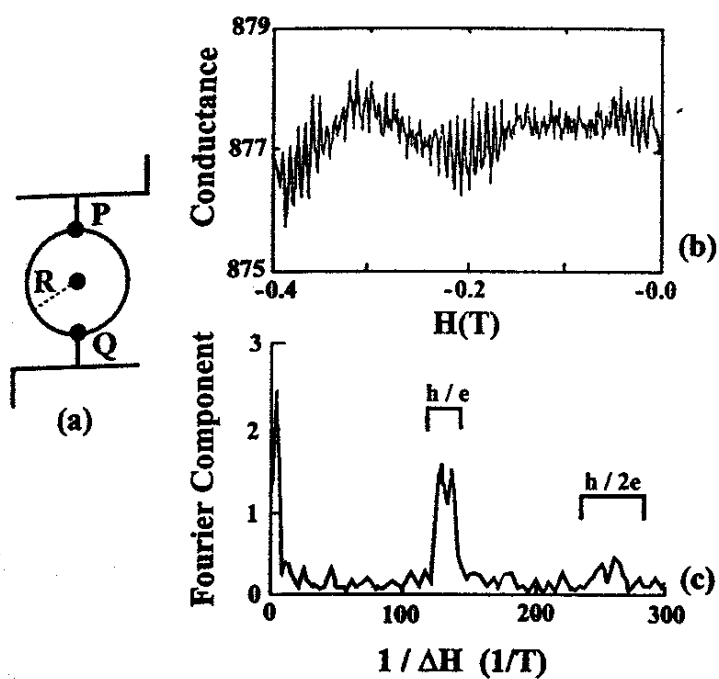 P
R
Q
(a)
879
877
875
Conductance
-0.4
-0.2
-0.0
H(T)
(b)
3
2
1
0
Fourier Component
h / e
h / 2e
0
100
200
300
1 / ΔH (1/T)
(c)